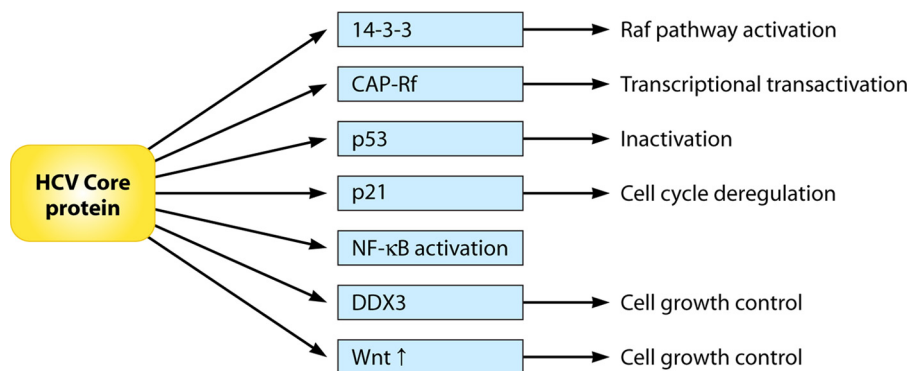 14-3-3
Raf pathway activation
CAP-Rf
Transcriptional transactivation
p53
Inactivation
HCV Core
protein
p21
Cell cycle deregulation
NF-κB activation
DDX3
Cell growth control
Wnt ↑
Cell growth control